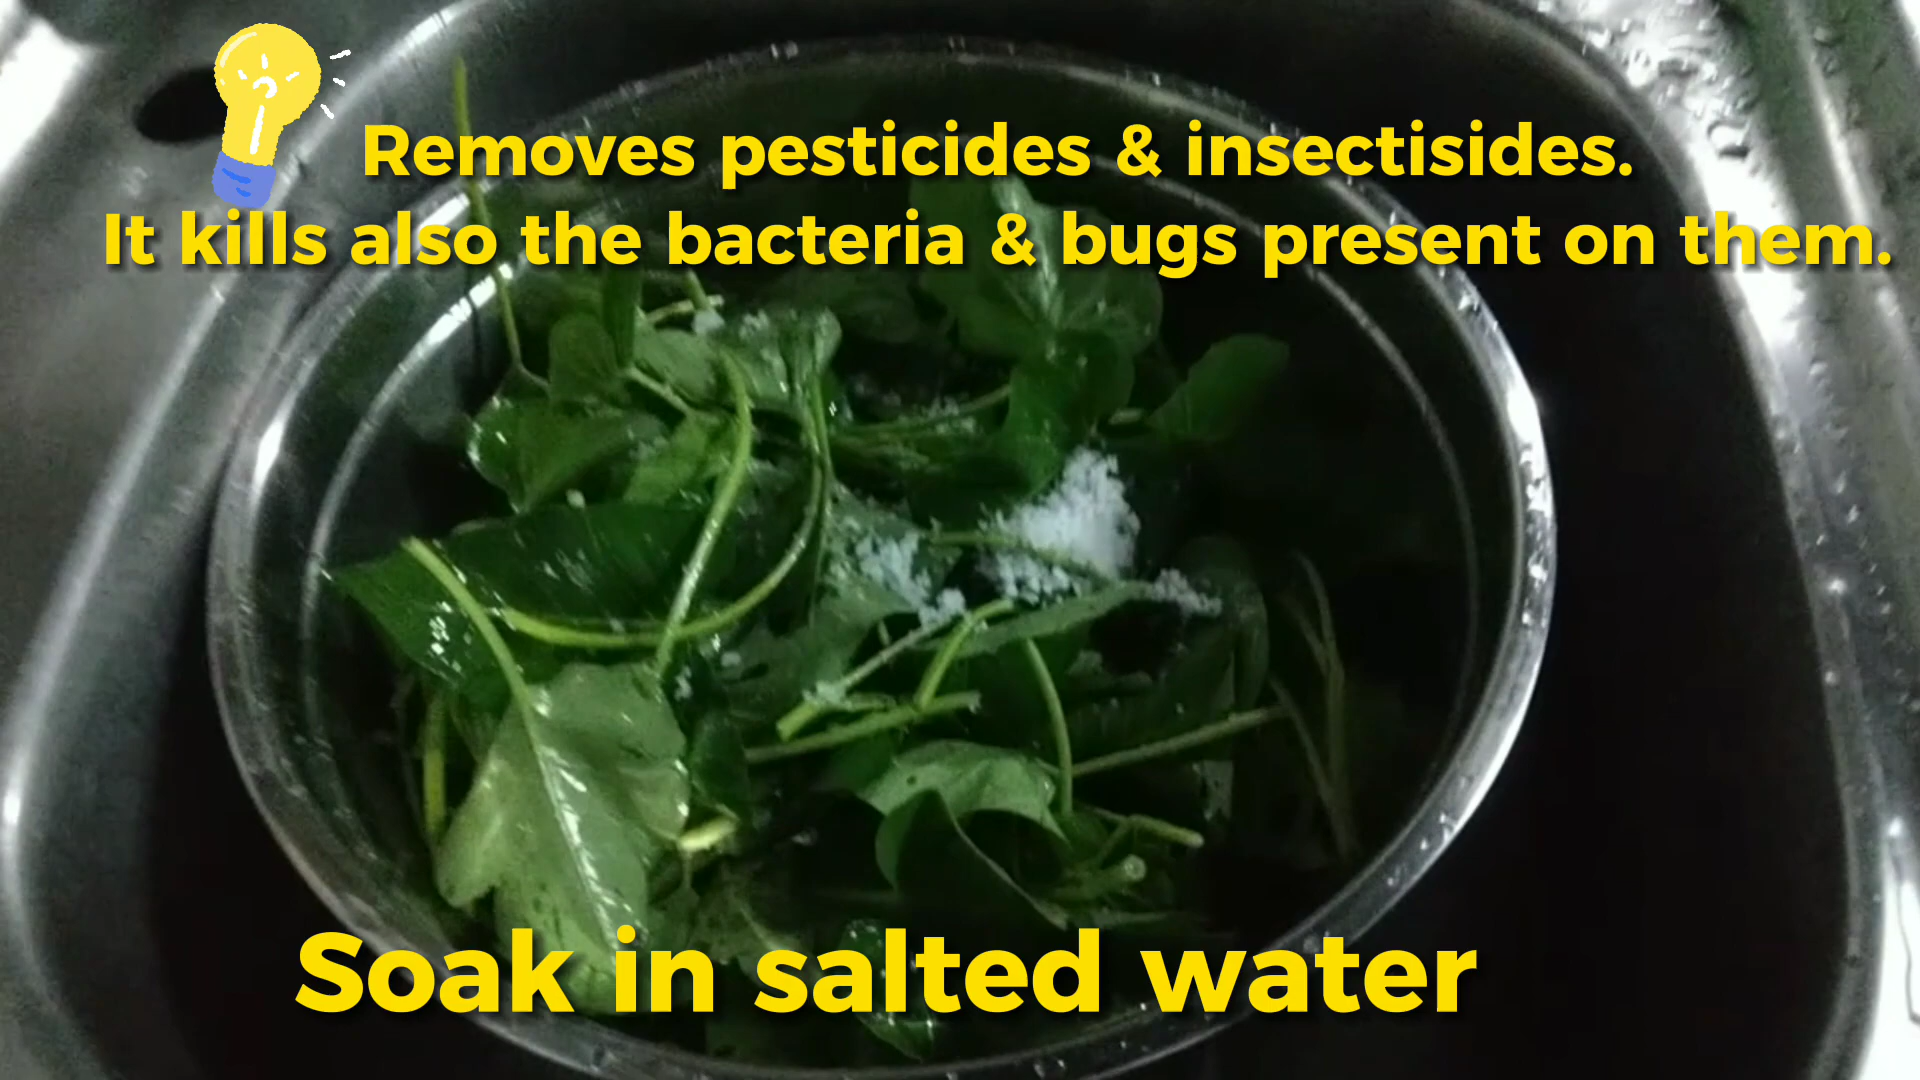 Removes pesticides & insectisides.
It kills also the bacteria & bugs present on them.
Soak in salted water